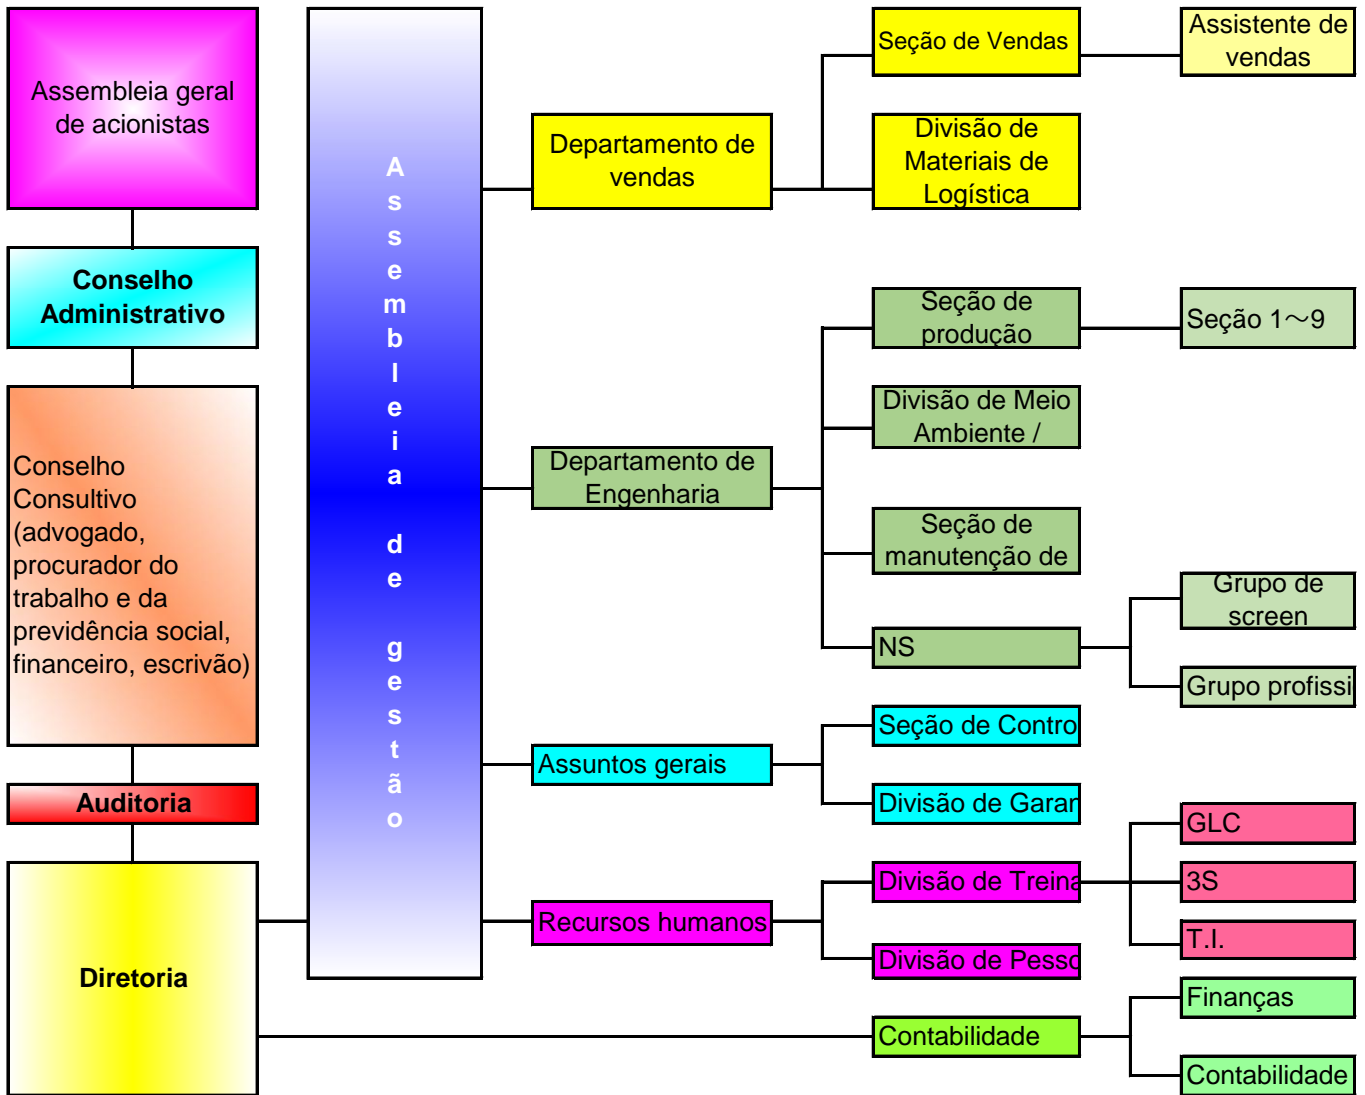 Assembleia geral
de acionistas
Conselho
Administrativo
Conselho
Consultivo
(advogado,
procurador do
trabalho e da
previdência social,
financeiro, escrivão)
Auditoria
Diretoria
Assembleia de gestão
Departamento de
vendas
Seção de Vendas
Assistente de
vendas
Divisão de
Materiais de
Logística
Departamento de
Engenharia
Seção de
produção
Seção 1〜9
Divisão de Meio
Ambiente /
Seção de
manutenção de
NS
Grupo de
screen
Grupo profissi
Assuntos gerais
Seção de Contro
Divisão de Garan
Recursos humanos
Divisão de Treina
GLC
3S
T.I.
Divisão de Pesso
Contabilidade
Finanças
Contabilidade